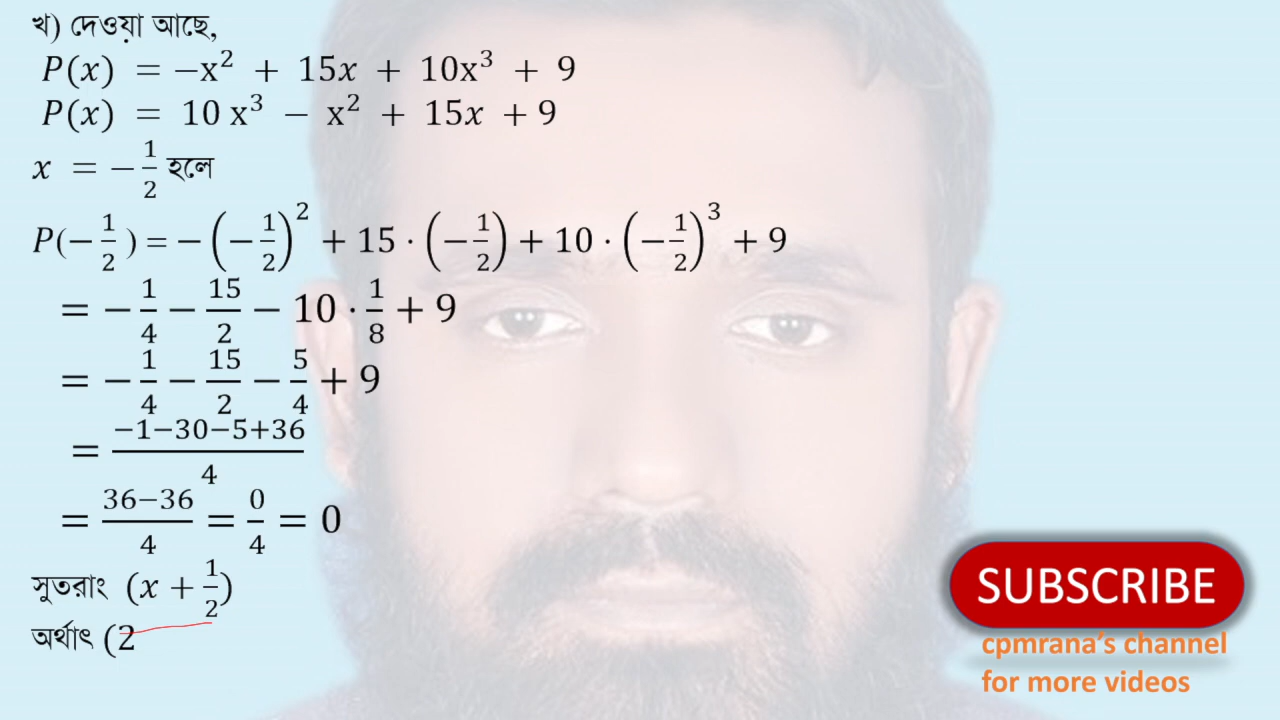 খ) দেওয়া আছে,
P(x) = −x² + 15x + 10x³ + 9
P(x) = 10 x³ − x² + 15x + 9
x = −1/2 হলে
P(−1/2) = −(−1/2)² + 15 · (−1/2) + 10 · (−1/2)³ + 9
= −1/4 − 15/2 − 10 · 1/8 + 9
= −1/4 − 15/2 − 5/4 + 9
= (−1−30−5+36)/4
= (36−36)/4 = 0/4 = 0
সুতরাং (x + 1/2)
অর্থাৎ (2
SUBSCRIBE
cpmrana's channel
for more videos